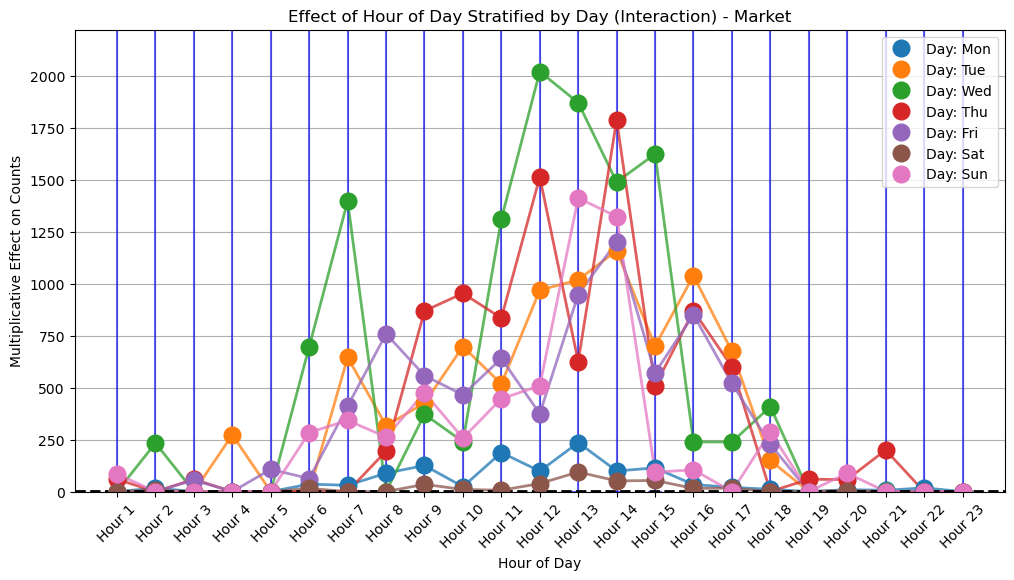 Effect of Hour of Day Stratified by Day (Interaction) - Market
Multiplicative Effect on Counts
2000
1750
1500
1250
1000
750
500
250
0
Day: Mon
Day: Tue
Day: Wed
Day: Thu
Day: Fri
Day: Sat
Day: Sun
Hour 1
Hour 2
Hour 3
Hour 4
Hour 5
Hour 6
Hour 7
Hour 8
Hour 9
Hour 10
Hour 11
Hour 12
Hour 13
Hour 14
Hour 15
Hour 16
Hour 17
Hour 18
Hour 19
Hour 20
Hour 21
Hour 22
Hour 23
Hour of Day